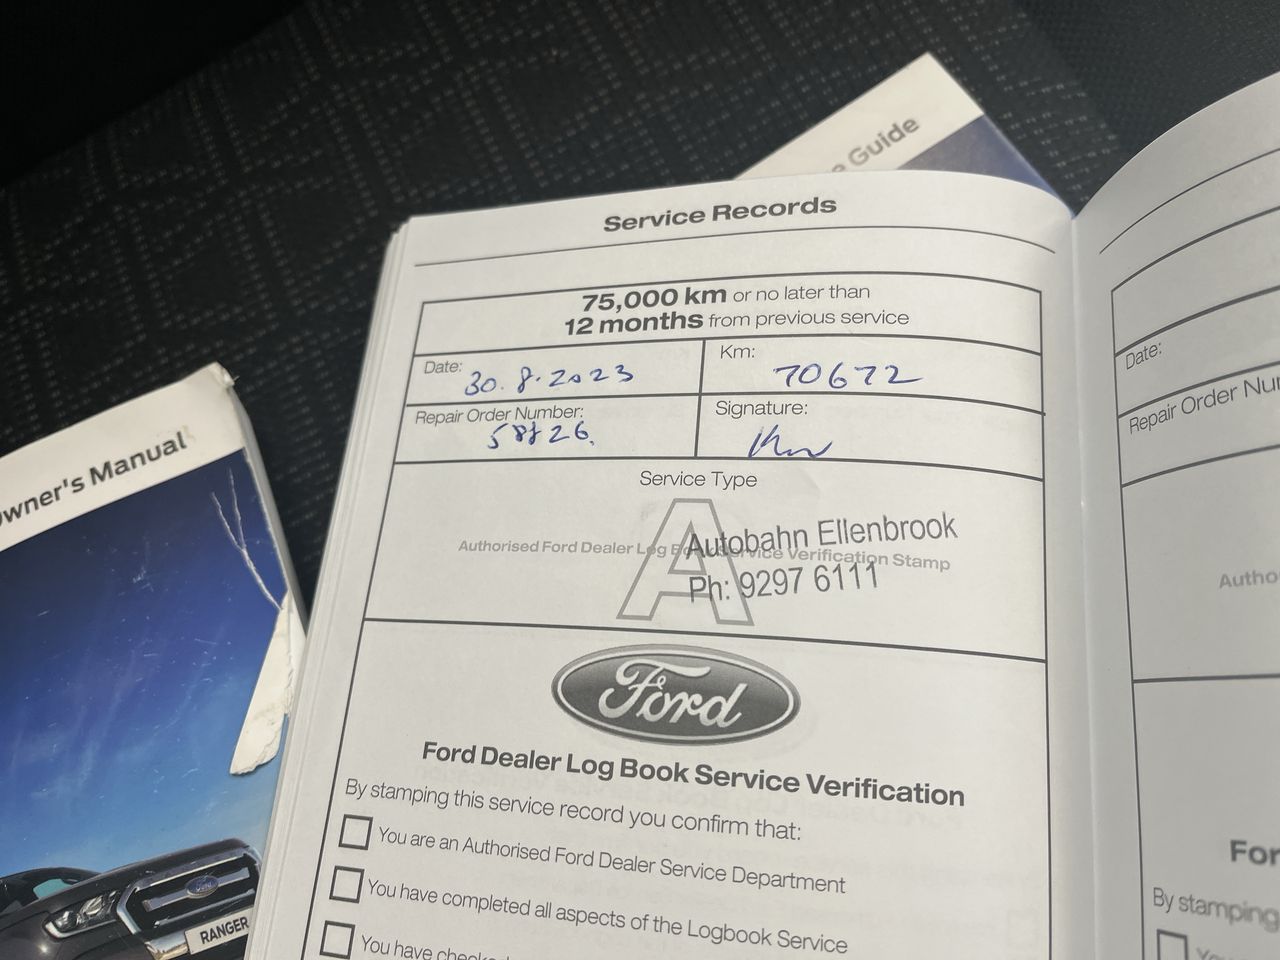 Guide
Service Records
75,000 km or no later than
12 months from previous service
Date: 30.8.2023
Km: 70672
Repair Order Number:
Signature:
Service Type
A
Authorised Ford Dealer Log Book Service Verification Stamp
Autobahn Ellenbrook
Ph: 9297 6111
Ford
Ford Dealer Log Book Service Verification
By stamping this service record you confirm that:
You are an Authorised Ford Dealer Service Department
You have completed all aspects of the Logbook Service
You have
Owner's Manual
Ford
RANGER
Date:
Repair Order
By stamping